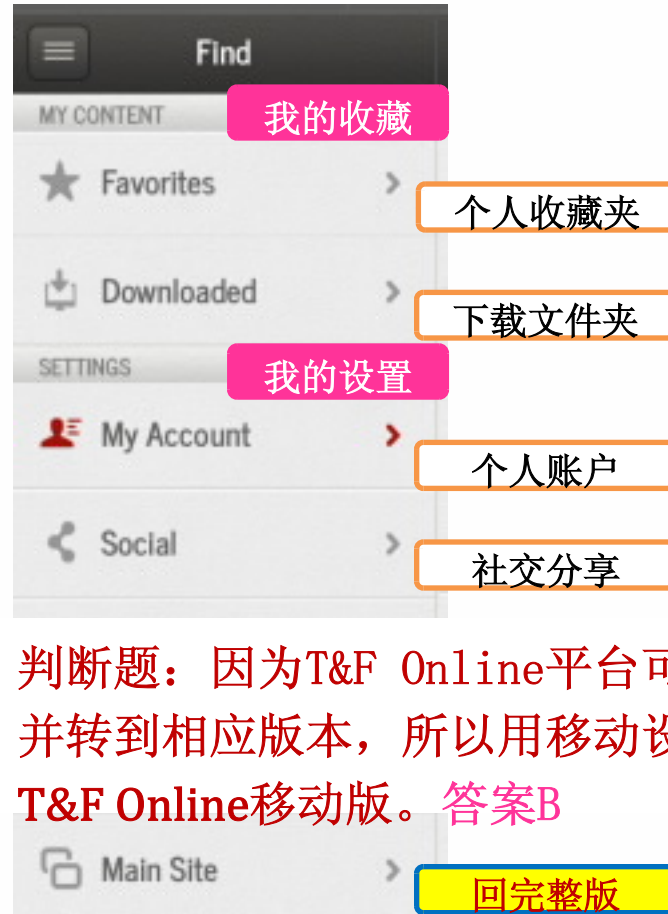 Find
MY CONTENT 我的收藏
Favorites
个人收藏夹
Downloaded
下载文件夹
SETTINGS 我的设置
My Account
个人账户
Social
社交分享
判断题：因为T&F Online平台可
并转到相应版本，所以用移动设
T&F Online移动版。答案B
Main Site
回完整版